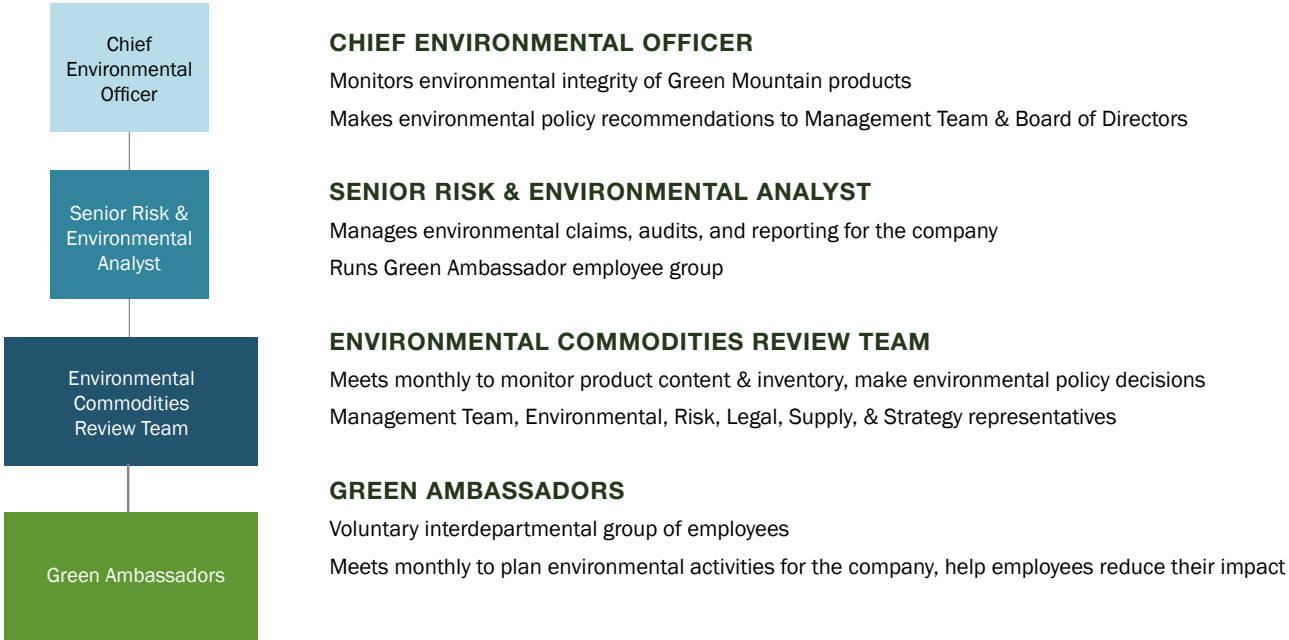 Chief
Environmental
Officer
CHIEF ENVIRONMENTAL OFFICER
Monitors environmental integrity of Green Mountain products
Makes environmental policy recommendations to Management Team & Board of Directors
Senior Risk &
Environmental
Analyst
SENIOR RISK & ENVIRONMENTAL ANALYST
Manages environmental claims, audits, and reporting for the company
Runs Green Ambassador employee group
Environmental
Commodities
Review Team
ENVIRONMENTAL COMMODITIES REVIEW TEAM
Meets monthly to monitor product content & inventory, make environmental policy decisions
Management Team, Environmental, Risk, Legal, Supply, & Strategy representatives
Green Ambassadors
GREEN AMBASSADORS
Voluntary interdepartmental group of employees
Meets monthly to plan environmental activities for the company, help employees reduce their impact